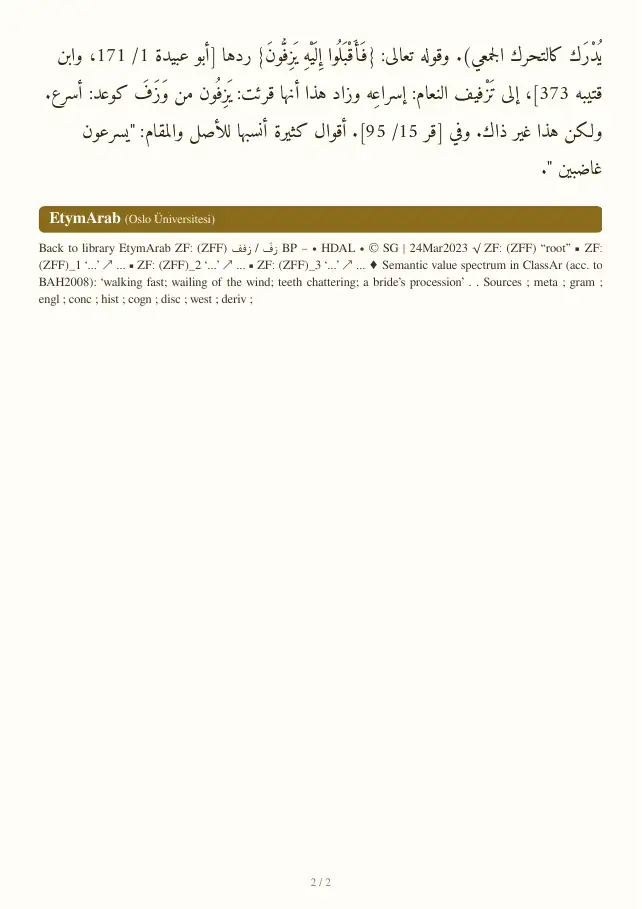 يُدْرَك كالتحرك الجمعي). وقوله تعالى: {فَأَقْبَلُوا إِلَيْهِ يَزِفُّونَ} ردها [أبو عبيدة 1/ 171، وابن
قتيبه 373]، إلى تَزْفيف النعام: إسراعِه وزاد هذا أنها قرئت: يَزِفُون من وَزَفَ كوعد: أسرع.
ولكن هذا غير ذاك. وفي [قر 15/ 95]. أقوال كثيرة أنسبها للأصل والمقام: "يسرعون
غاضبين ".
EtymArab (Oslo Üniversitesi)
Back to library EtymArab ZF: (ZFF) زَفّ / زفف BP – • HDAL • © SG | 24Mar2023 √ ZF: (ZFF) “root” ▪ ZF:
(ZFF)_1 ‘...’ ↗ ... ▪ ZF: (ZFF)_2 ‘...’ ↗ ... ▪ ZF: (ZFF)_3 ‘...’ ↗ ... ♦ Semantic value spectrum in ClassAr (acc. to
BAH2008): ‘walking fast; wailing of the wind; teeth chattering; a bride’s procession’ . . Sources ; meta ; gram ;
engl ; conc ; hist ; cogn ; disc ; west ; deriv ;
2 / 2